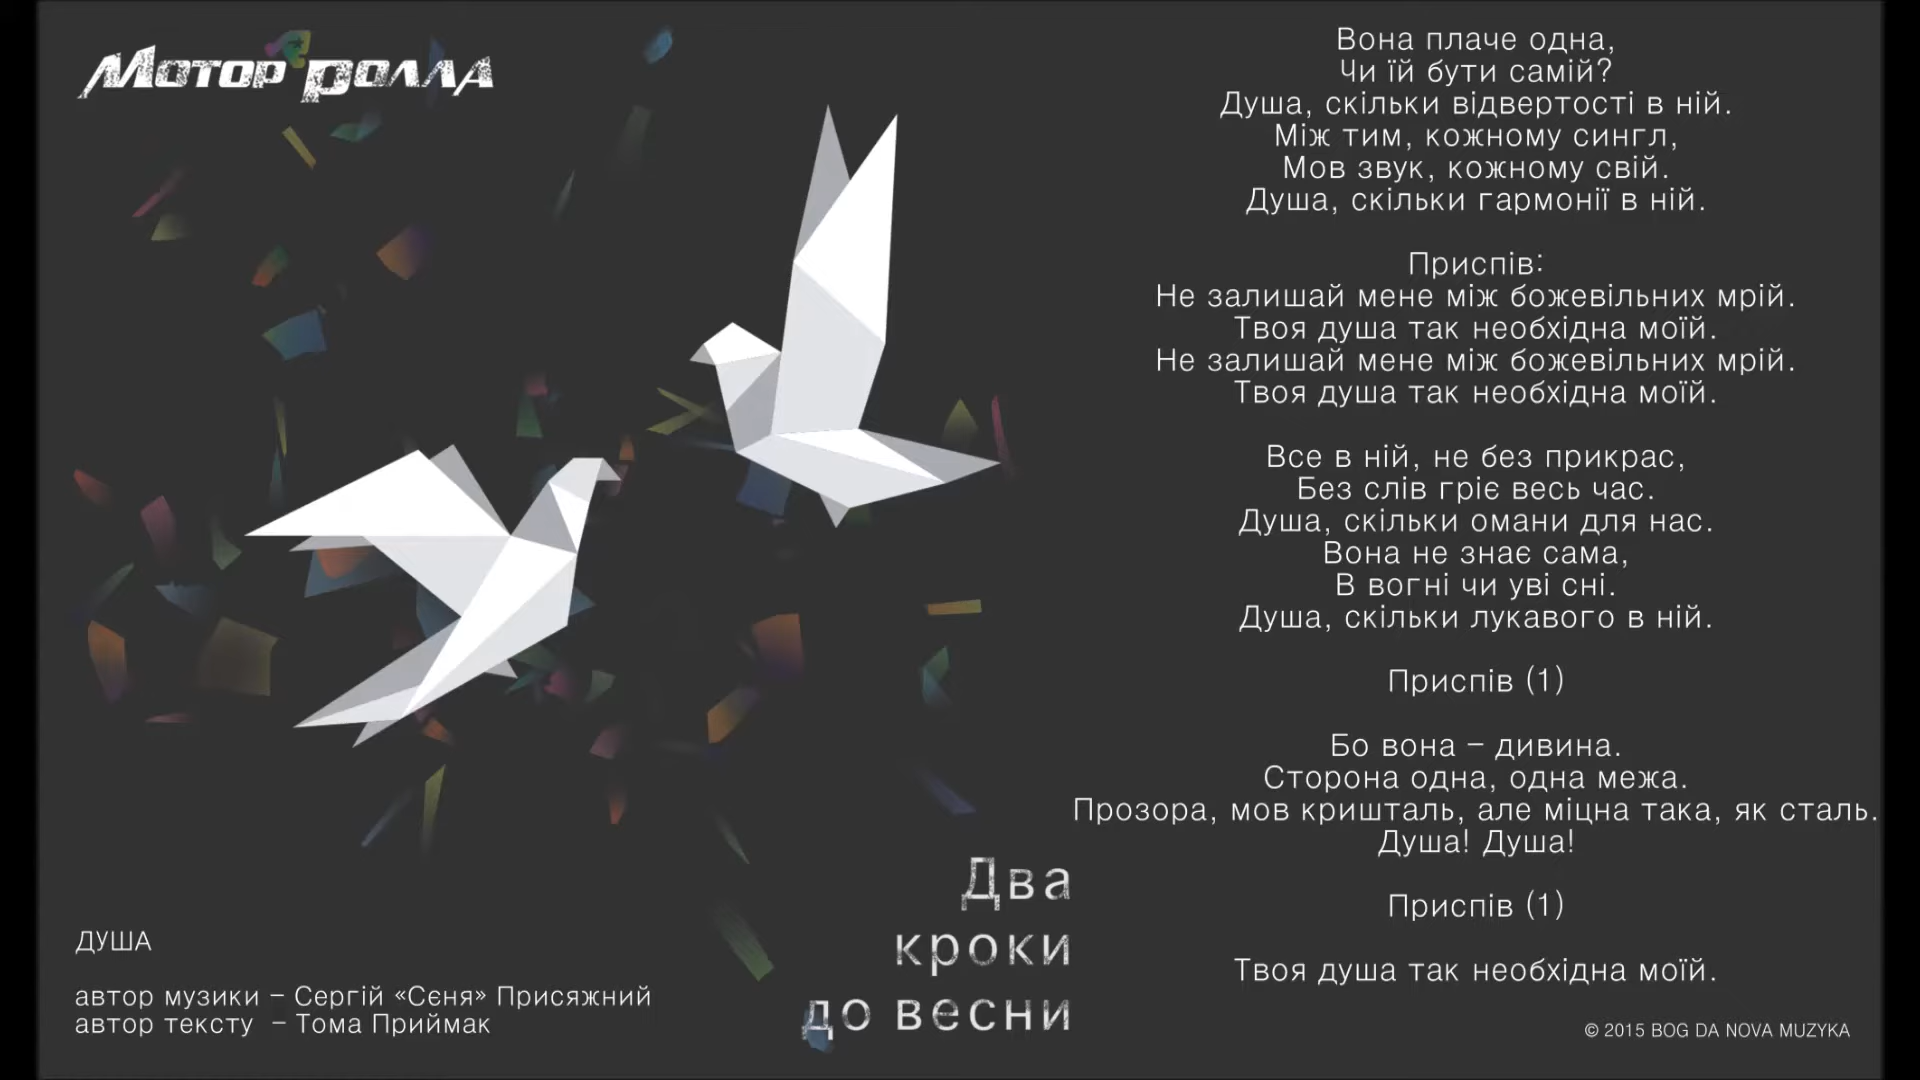 Мотор ролла
Вона плаче одна,
Чи їй бути самій?
Душа, скільки відвертості в ній.
Між тим, кожному сингл,
Мов звук, кожному свій.
Душа, скільки гармонії в ній.
Приспів:
Не залишай мене між божевільних мрій.
Твоя душа так необхідна моїй.
Не залишай мене між божевільних мрій.
Твоя душа так необхідна моїй.
Все в ній, не без прикрас,
Без слів гріє весь час.
Душа, скільки омани для нас.
Вона не знає сама,
В вогні чи уві сні.
Душа, скільки лукавого в ній.
Приспів (1)
Бо вона – дивина.
Сторона одна, одна межа.
Прозора, мов кришталь, але міцна така, як сталь.
Душа! Душа!
Приспів (1)
Твоя душа так необхідна моїй.
Два
кроки
до весни
ДУША
автор музики – Сергій «Сєня» Присяжний
автор тексту – Тома Приймак
© 2015 BOG DA NOVA MUZYKA